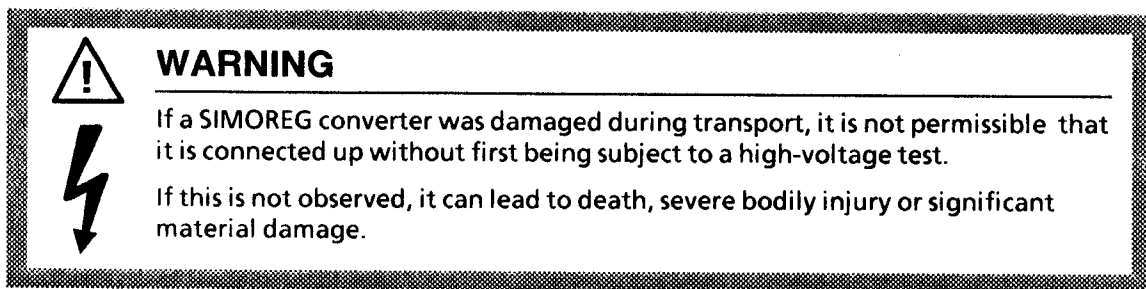 WARNING
If a SIMOREG converter was damaged during transport, it is not permissible that
it is connected up without first being subject to a high-voltage test.
If this is not observed, it can lead to death, severe bodily injury or significant
material damage.